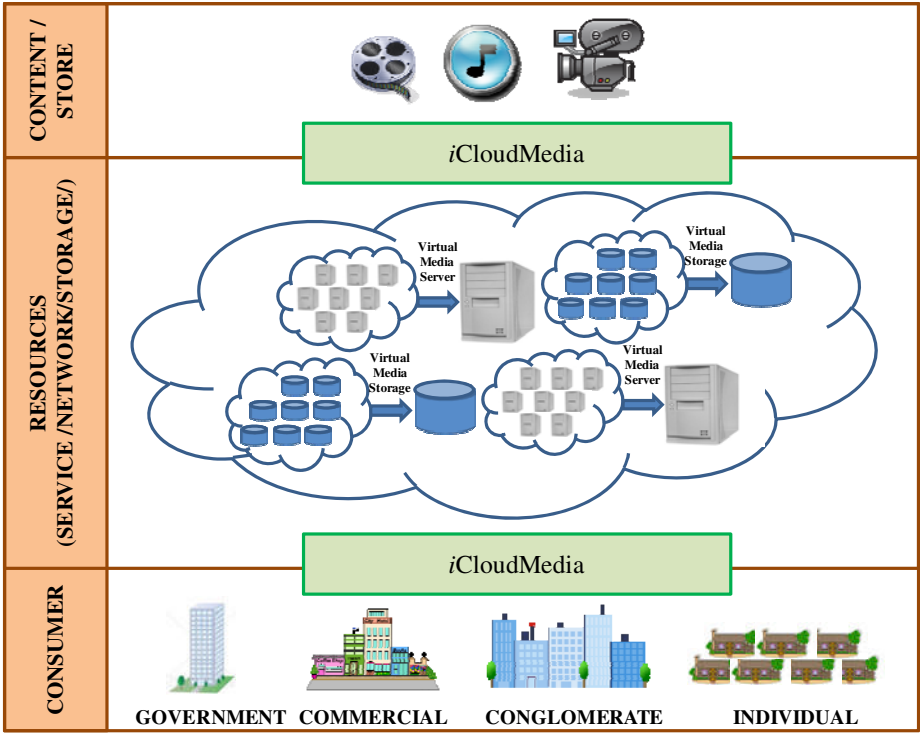 CONTENT /
STORE
iCloudMedia
RESOURCES
(SERVICE /NETWORK/STORAGE/)
Virtual
Media
Server
Virtual
Media
Storage
Virtual
Media
Storage
Virtual
Media
Server
iCloudMedia
CONSUMER
GOVERNMENT
COMMERCIAL
CONGLOMERATE
INDIVIDUAL